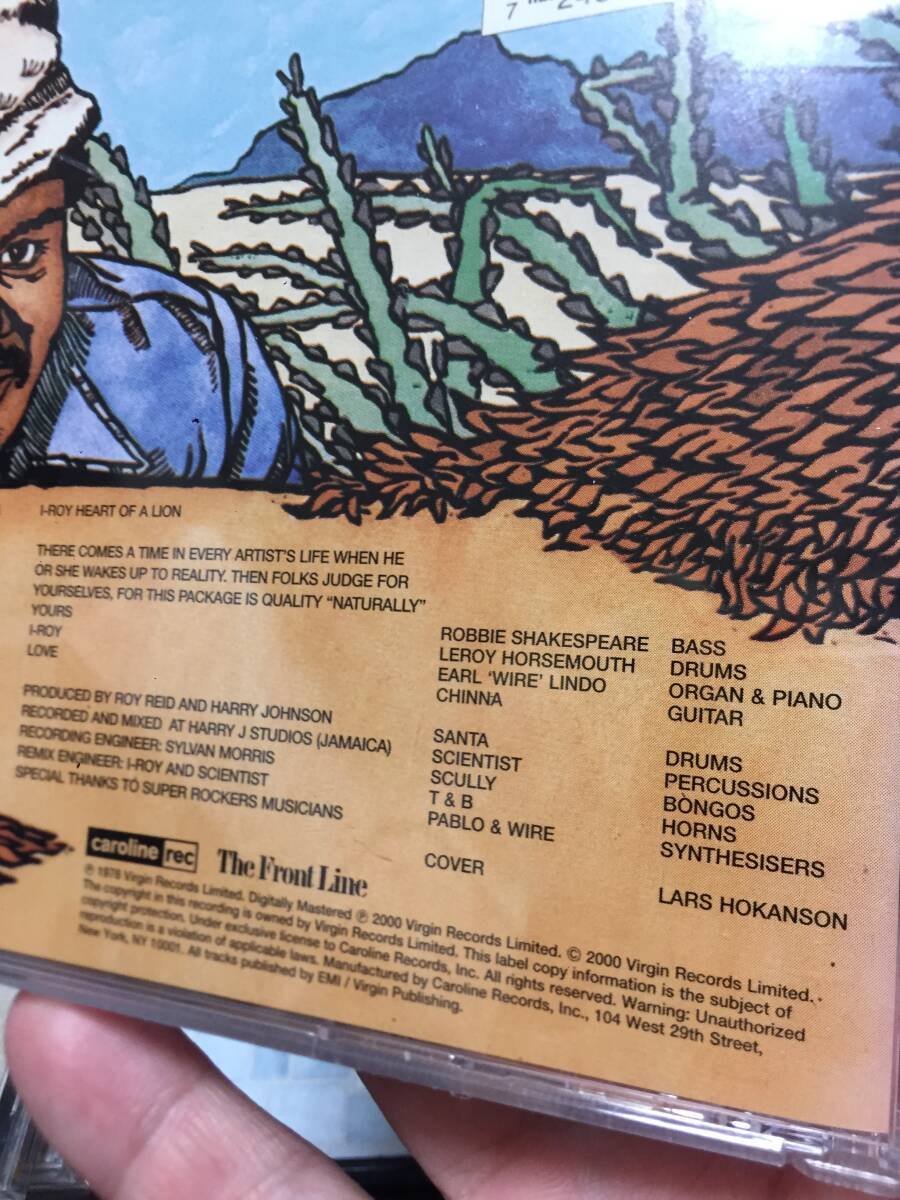 I-ROY HEART OF A LION
THERE COMES A TIME IN EVERY ARTIST'S LIFE WHEN HE
OR SHE WAKES UP TO REALITY. THEN FOLKS JUDGE FOR
YOURSELVES, FOR THIS PACKAGE IS QUALITY "NATURALLY"
YOURS
I-ROY
LOVE
PRODUCED BY ROY REID AND HARRY JOHNSON
RECORDED AND MIXED AT HARRY J STUDIOS (JAMAICA)
RECORDING ENGINEER: SYLVAN MORRIS
REMIX ENGINEER: I-ROY AND SCIENTIST
SPECIAL THANKS TO SUPER ROCKERS MUSICIANS
ROBBIE SHAKESPEARE BASS
LEROY HORSEMOUTH DRUMS
EARL 'WIRE' LINDO ORGAN & PIANO
CHINNA GUITAR
SANTA DRUMS
SCIENTIST PERCUSSIONS
SCULLY BONGOS
T & B HORNS
PABLO & WIRE SYNTHESISERS
COVER LARS HOKANSON
caroline rec The Front Line
℗ 1978 Virgin Records Limited. Digitally Mastered ℗ 2000 Virgin Records Limited. © 2000 Virgin Records Limited.
The copyright in this recording is owned by Virgin Records Limited. This label copy information is the subject of
copyright protection. Under exclusive license to Caroline Records, Inc. All rights reserved. Warning: Unauthorized
reproduction is a violation of applicable laws. Manufactured by Caroline Records, Inc., 104 West 29th Street,
New York, NY 10001. All tracks published by EMI / Virgin Publishing.